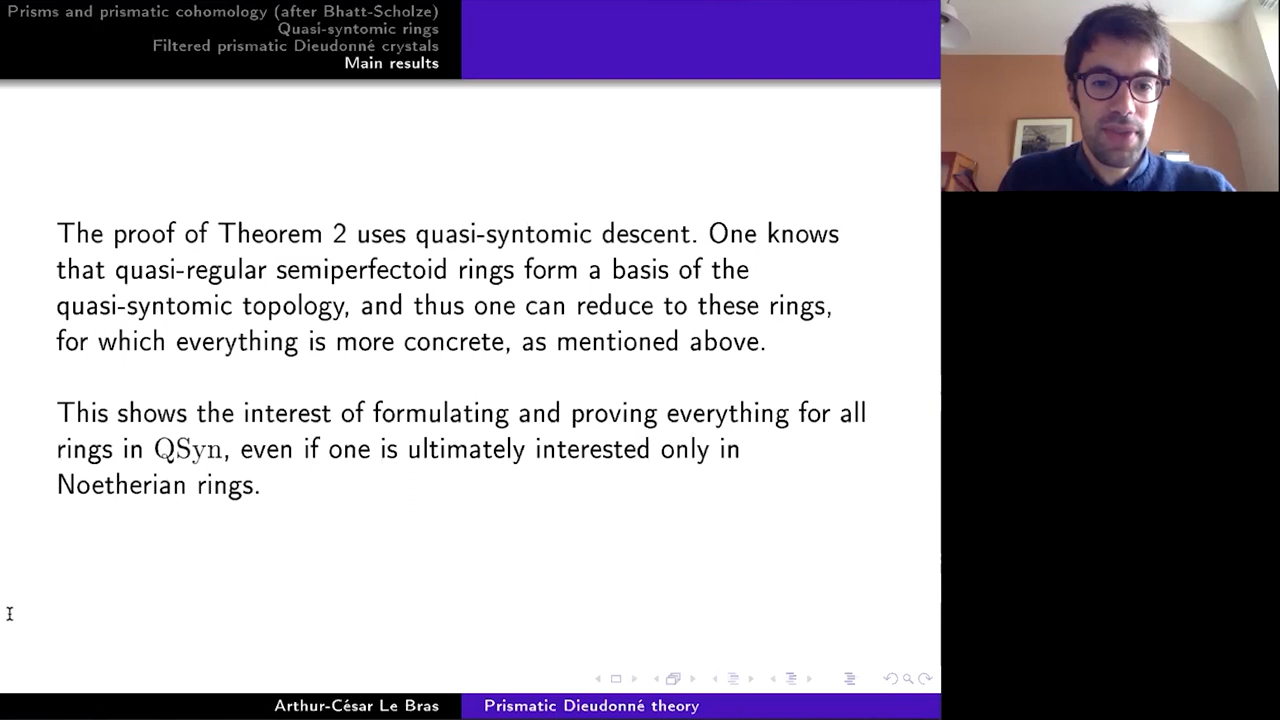 Prisms and prismatic cohomology (after Bhatt-Scholze)
Quasi-syntomic rings
Filtered prismatic Dieudonné crystals
Main results
The proof of Theorem 2 uses quasi-syntomic descent. One knows
that quasi-regular semiperfectoid rings form a basis of the
quasi-syntomic topology, and thus one can reduce to these rings,
for which everything is more concrete, as mentioned above.
This shows the interest of formulating and proving everything for all
rings in QSyn, even if one is ultimately interested only in
Noetherian rings.
Arthur-César Le Bras
Prismatic Dieudonné theory